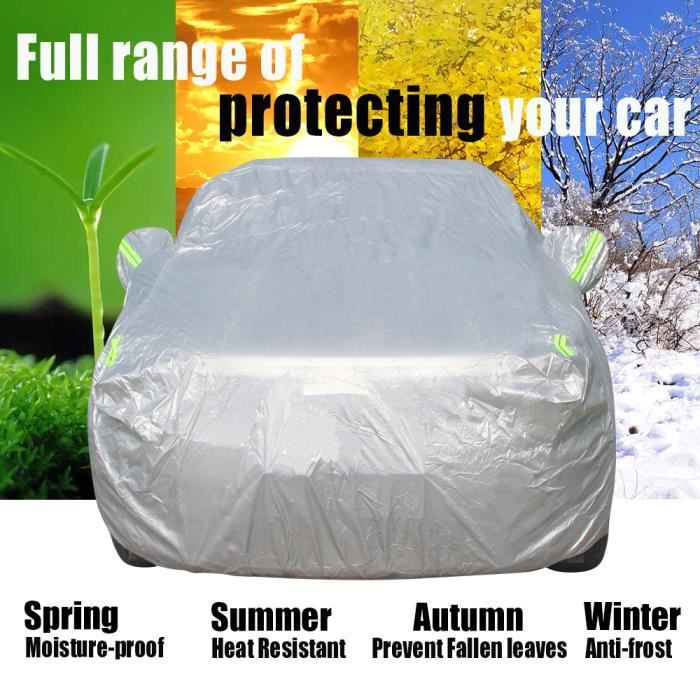 Full range of
protecting your car
Spring
Moisture-proof
Summer
Heat Resistant
Autumn
Prevent Fallen leaves
Winter
Anti-frost